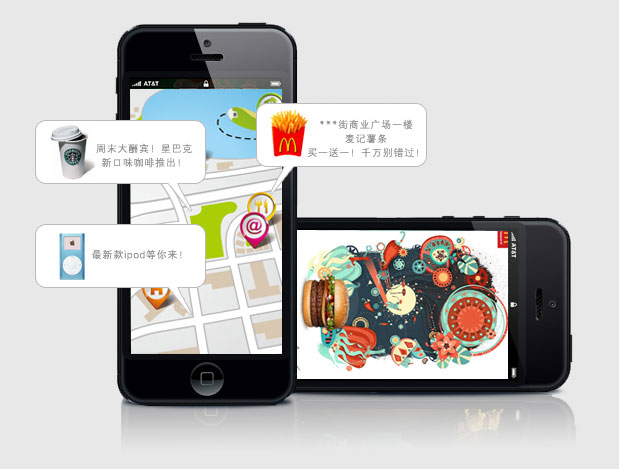 AT&T
***街商业广场一楼
麦记薯条
买一送一！千万别错过！
周末大酬宾！星巴克
新口味咖啡推出！
最新款ipod等你来！
@
AT&T